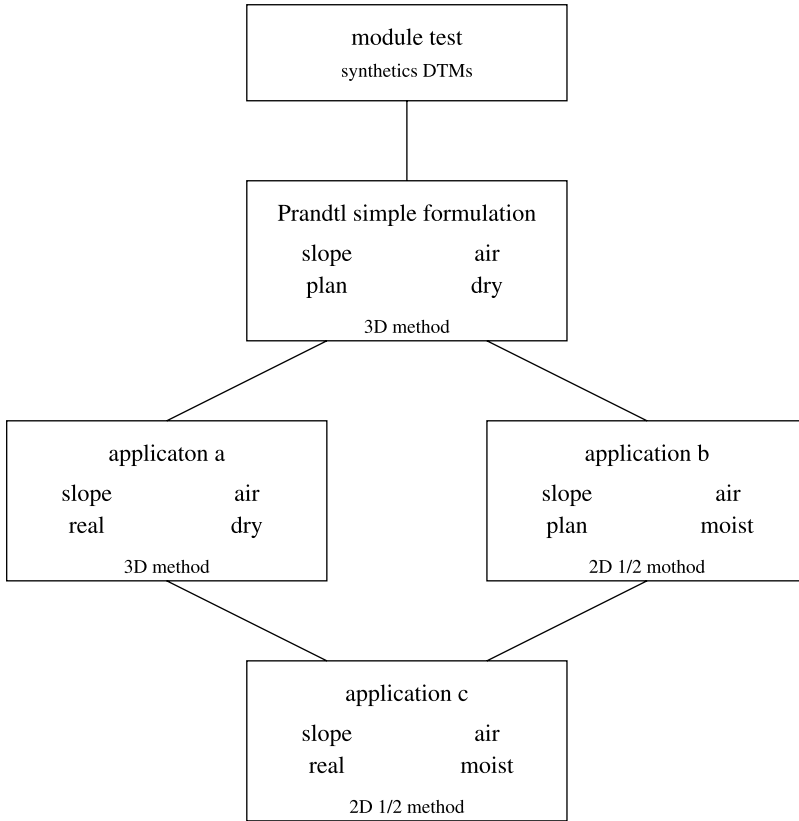 module test
synthetics DTMs
Prandtl simple formulation
slope air
plan dry
3D method
applicaton a
slope air
real dry
3D method
application b
slope air
plan moist
2D 1/2 mothod
application c
slope air
real moist
2D 1/2 method